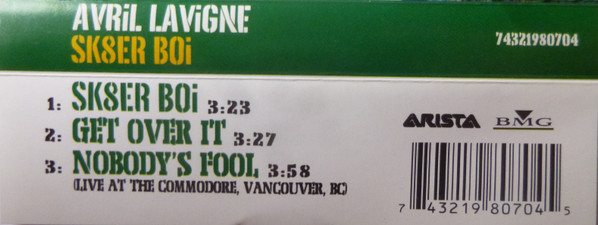 AVRiL LAViGNE
SK8ER BOi
74321980704
1: SK8ER BOi 3:23
2: GET OVER IT 3:27
3: NOBODY'S FOOL 3:58
(LIVE AT THE COMMODORE, VANCOUVER, BC)
ARISTA BMG
7 43219 80704 5